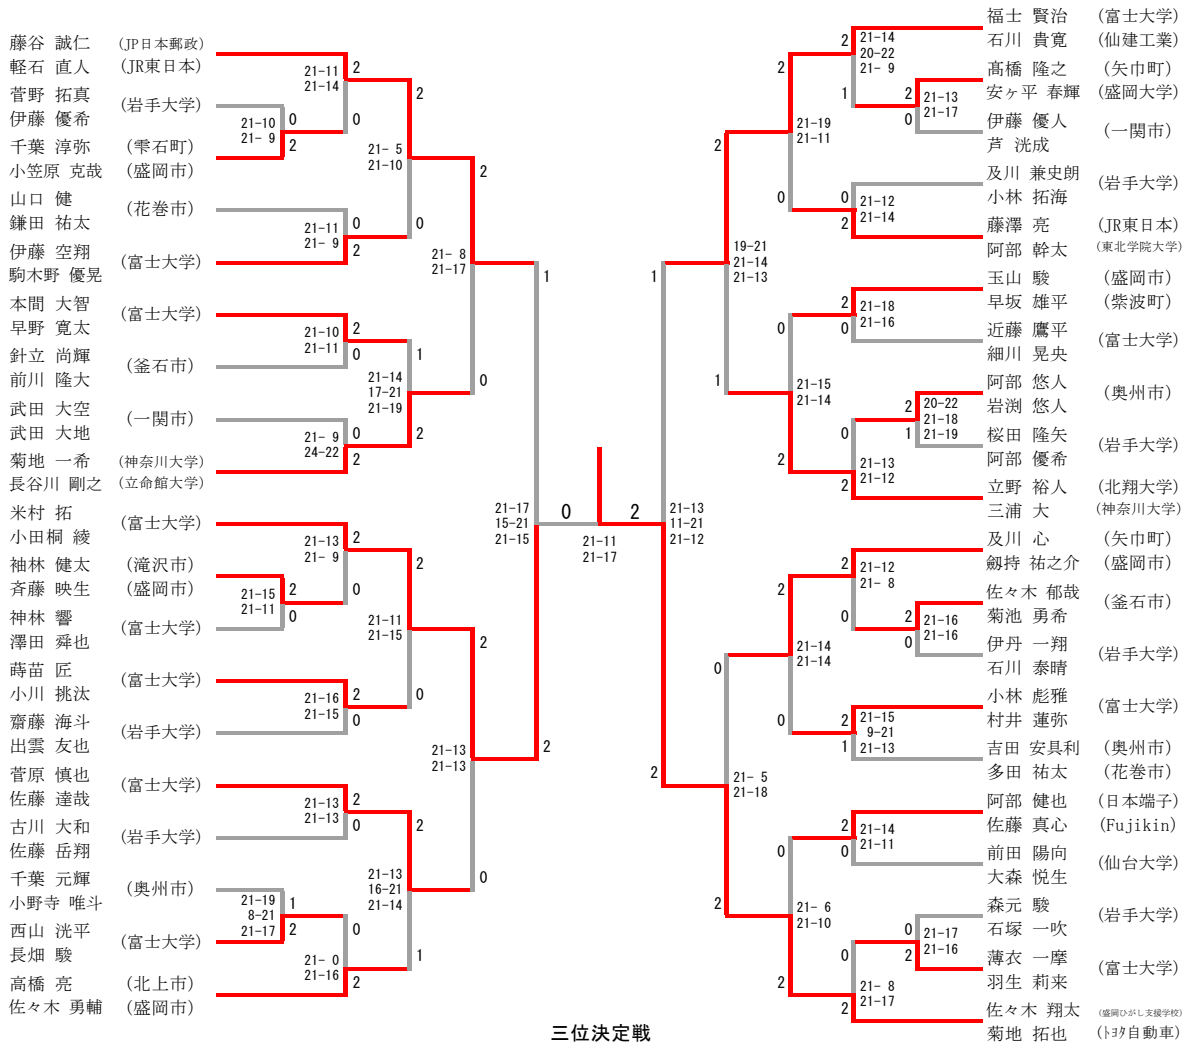 藤谷 誠仁 (JP日本郵政)
軽石 直人 (JR東日本)
菅野 拓真
(岩手大学)
伊藤 優希
千葉 淳弥 (雫石町)
小笠原 克哉 (盛岡市)
山口 健
(花巻市)
鎌田 祐太
伊藤 空翔
(富士大学)
駒木野 優晃
本間 大智
(富士大学)
早野 寛太
針立 尚輝
(釜石市)
前川 隆大
武田 大空
(一関市)
武田 大地
菊地 一希 (神奈川大学)
長谷川 剛之 (立命館大学)
米村 拓
(富士大学)
小田桐 綾
袖林 健太 (滝沢市)
斉藤 映生 (盛岡市)
神林 響
(富士大学)
澤田 舜也
蒔苗 匠
(富士大学)
小川 挑汰
齋藤 海斗
(岩手大学)
出雲 友也
菅原 慎也
(富士大学)
佐藤 達哉
古川 大和
(岩手大学)
佐藤 岳翔
千葉 元輝
(奥州市)
小野寺 唯斗
西山 洸平
(富士大学)
長畑 駿
高橋 亮 (北上市)
佐々木 勇輔 (盛岡市)
21-10
21- 9
0
2
21-11
21-14
2
0
21-11
21- 9
0
2
21-10
21-11
2
0
21- 9
24-22
0
2
21-15
21-11
2
0
21-13
21- 9
2
0
21-16
21-15
2
0
21-13
21-13
2
0
21-19
8-21
21-17
1
2
21- 0
21-16
0
2
21- 5
21-10
2
0
21-14
17-21
21-19
1
2
21-11
21-15
2
0
21-13
16-21
21-14
2
1
21- 8
21-17
2
0
21-13
21-13
2
0
21-17
15-21
21-15
1
2
0
2
21-11
21-17
21-13
11-21
21-12
1
2
19-21
21-14
21-13
2
1
21- 5
21-18
0
2
21-19
21-11
2
0
21-15
21-14
0
2
21-14
21-14
2
0
21- 6
21-10
0
2
21-14
20-22
21- 9
2
1
21-13
21-17
2
0
21-12
21-14
0
2
21-18
21-16
2
0
20-22
21-18
21-19
2
1
21-13
21-12
0
2
21-12
21- 8
2
0
21-16
21-16
2
0
21-15
9-21
21-13
2
1
21-14
21-11
2
0
21-17
21-16
0
2
21- 8
21-17
0
2
福士 賢治 (富士大学)
石川 貴寛 (仙建工業)
髙橋 隆之 (矢巾町)
安ヶ平 春輝 (盛岡大学)
伊藤 優人
(一関市)
芦 洸成
及川 兼史朗
(岩手大学)
小林 拓海
藤澤 亮 (JR東日本)
阿部 幹太 (東北学院大学)
玉山 駿 (盛岡市)
早坂 雄平 (紫波町)
近藤 鷹平
(富士大学)
細川 晃央
阿部 悠人
(奥州市)
岩渕 悠人
桜田 隆矢
(岩手大学)
阿部 優希
立野 裕人 (北翔大学)
三浦 大 (神奈川大学)
及川 心 (矢巾町)
劔持 祐之介 (盛岡市)
佐々木 郁哉
(釜石市)
菊池 勇希
伊丹 一翔
(岩手大学)
石川 泰晴
小林 彪雅
(富士大学)
村井 蓮弥
吉田 安具利 (奥州市)
多田 祐太 (花巻市)
阿部 健也 (日本端子)
佐藤 真心 (Fujikin)
前田 陽向
(仙台大学)
大森 悦生
森元 駿
(岩手大学)
石塚 一吹
薄衣 一摩
(富士大学)
羽生 莉来
佐々木 翔太 (盛岡ひがし支援学校)
菊地 拓也 (トヨタ自動車)
三位決定戦